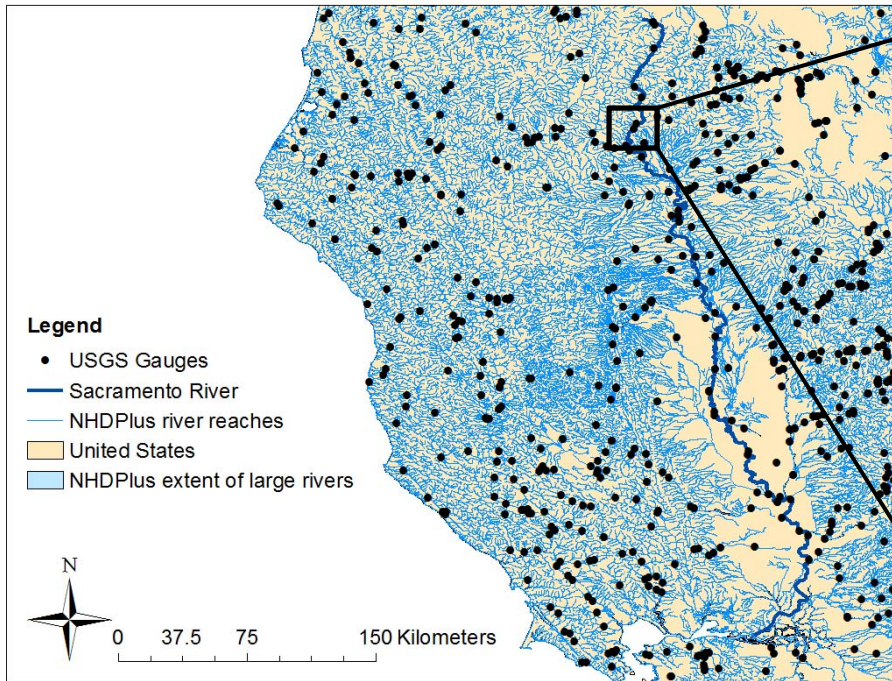 Legend
USGS Gauges
Sacramento River
NHDPlus river reaches
United States
NHDPlus extent of large rivers
N
0 37.5 75 150 Kilometers